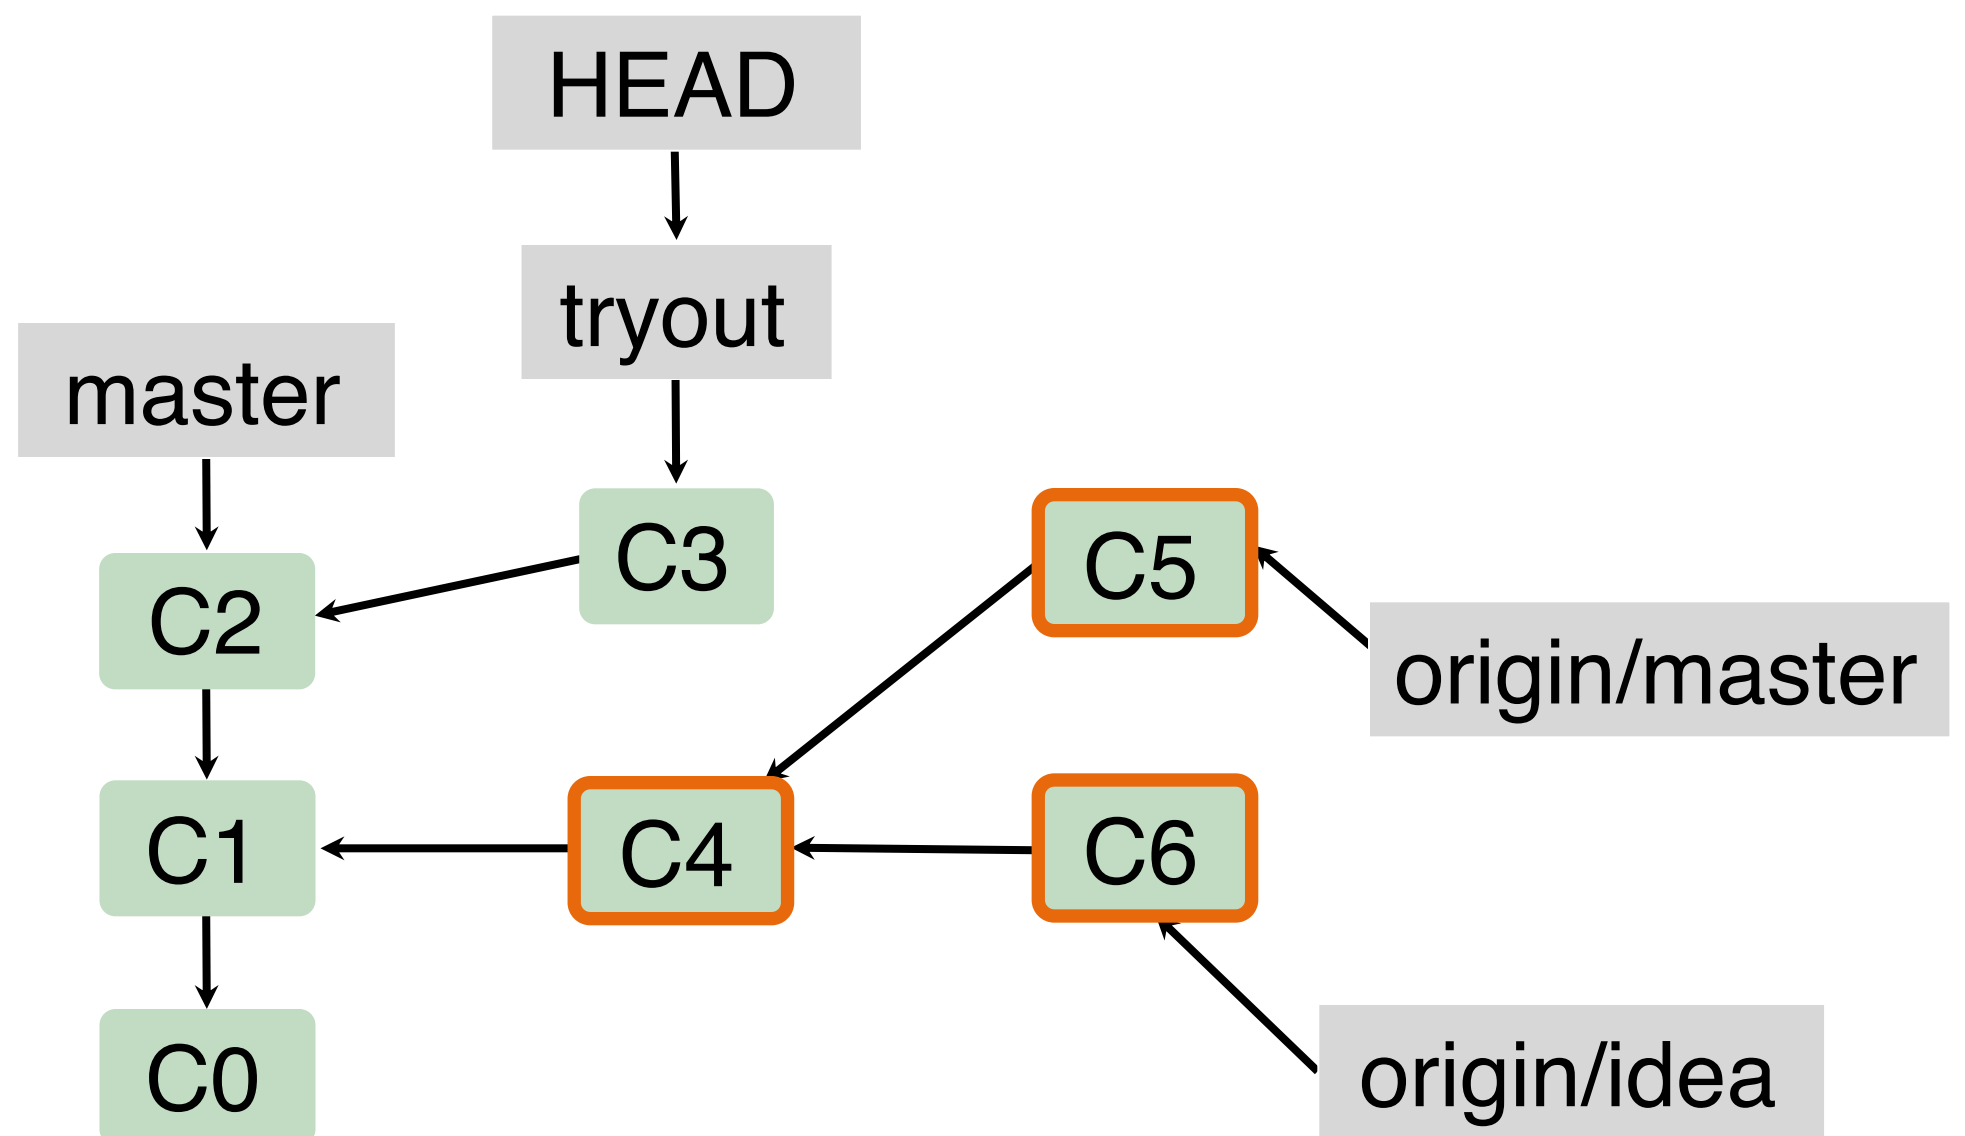 HEAD
tryout
master
C3
C5
C2
origin/master
C1
C4
C6
C0
origin/idea